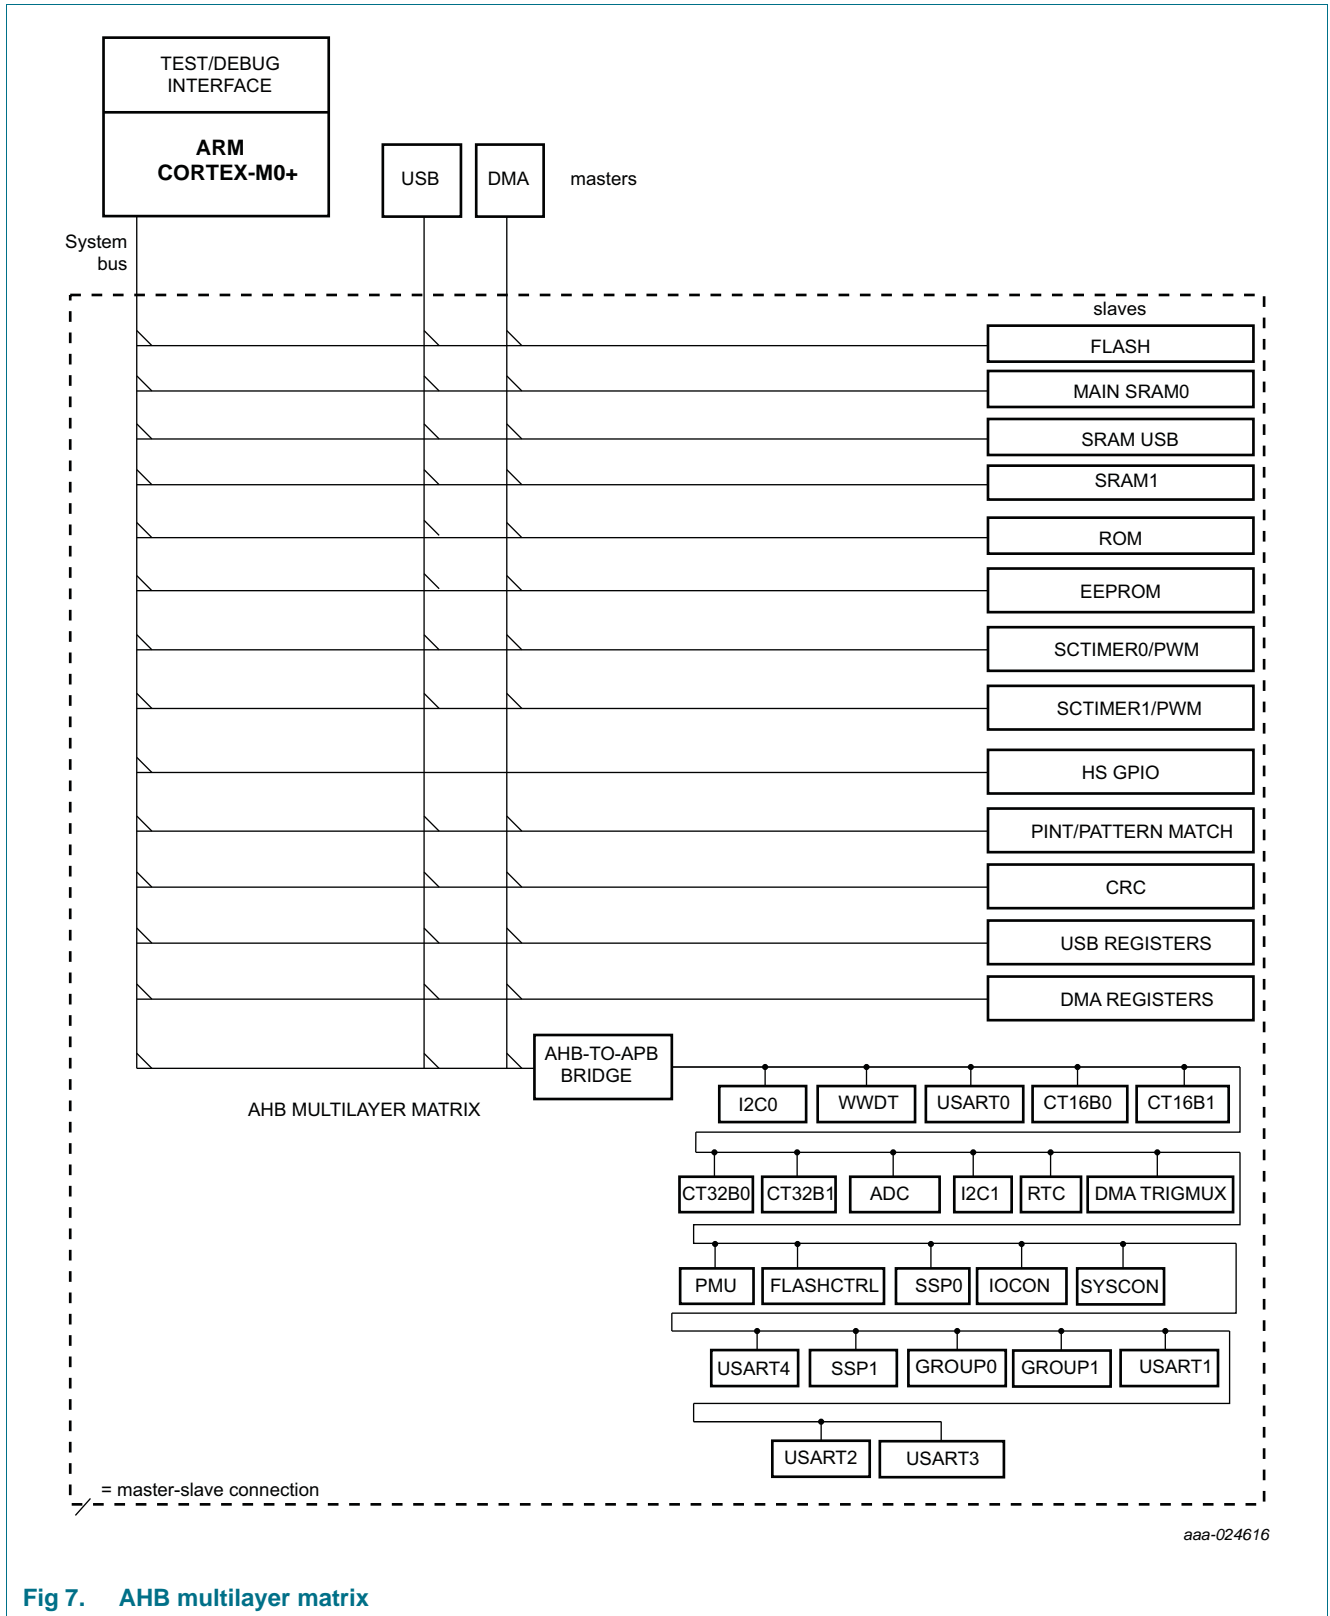 TEST/DEBUG
INTERFACE
ARM
CORTEX-M0+
USB
DMA
masters
System
bus
slaves
FLASH
MAIN SRAM0
SRAM USB
SRAM1
ROM
EEPROM
SCTIMER0/PWM
SCTIMER1/PWM
HS GPIO
PINT/PATTERN MATCH
CRC
USB REGISTERS
DMA REGISTERS
AHB-TO-APB
BRIDGE
AHB MULTILAYER MATRIX
I2C0 WWDT USART0 CT16B0 CT16B1
CT32B0 CT32B1 ADC I2C1 RTC DMA TRIGMUX
PMU FLASHCTRL SSP0 IOCON SYSCON
USART4 SSP1 GROUP0 GROUP1 USART1
USART2 USART3
= master-slave connection
aaa-024616
Fig 7. AHB multilayer matrix